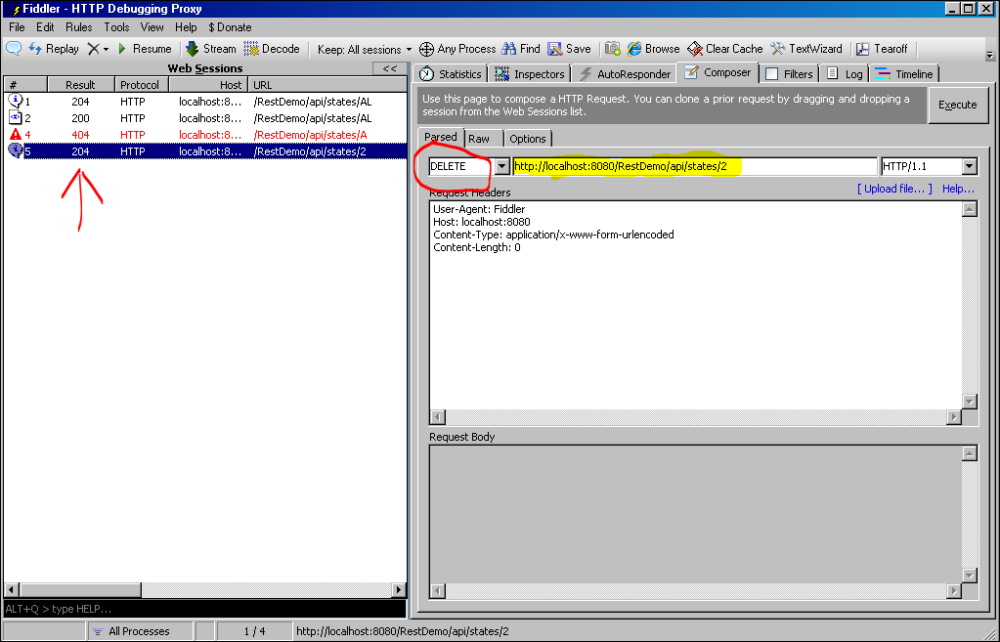 Fiddler - HTTP Debugging Proxy
File Edit Rules Tools View Help $ Donate
Replay Resume Stream Decode Keep: All sessions Any Process Find Save Browse Clear Cache TextWizard Tearoff
Web Sessions <<
# Result Protocol Host URL
1 204 HTTP localhost:8... /RestDemo/api/states/AL
2 200 HTTP localhost:8... /RestDemo/api/states/AL
4 404 HTTP localhost:8... /RestDemo/api/states/A
5 204 HTTP localhost:8... /RestDemo/api/states/2
ALT+Q > type HELP...
Statistics Inspectors AutoResponder Composer Filters Log Timeline
Use this page to compose a HTTP Request. You can clone a prior request by dragging and dropping a
session from the Web Sessions list.
Execute
Parsed Raw Options
DELETE http://localhost:8080/RestDemo/api/states/2 HTTP/1.1
[ Upload file... ] Help...
Request Headers
User-Agent: Fiddler
Host: localhost:8080
Content-Type: application/x-www-form-urlencoded
Content-Length: 0
Request Body
All Processes 1 / 4 http://localhost:8080/RestDemo/api/states/2